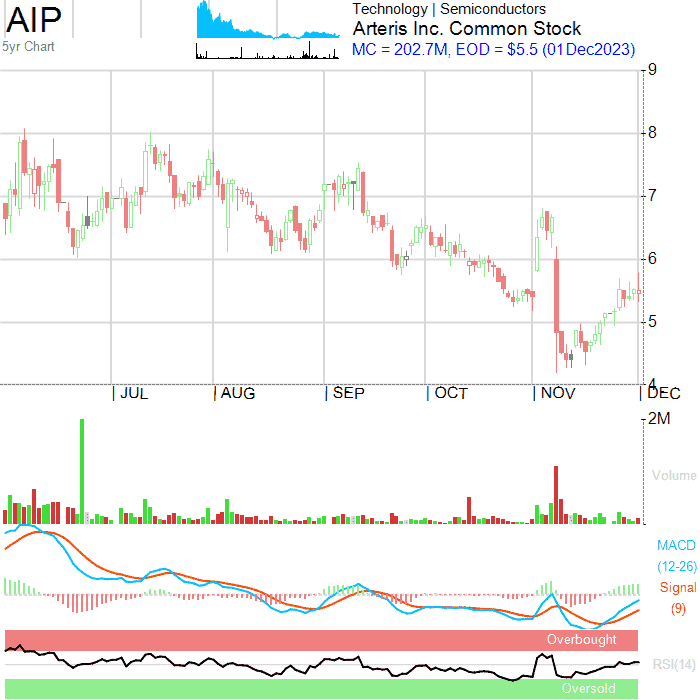 AIP
5yr Chart
Technology | Semiconductors
Arteris Inc. Common Stock
MC = 202.7M, EOD = $5.5 (01Dec2023)
9
8
7
6
5
4
| JUL | AUG | SEP | OCT | NOV | DEC
2M
Volume
MACD
(12-26)
Signal
(9)
Overbought
RSI(14)
Oversold